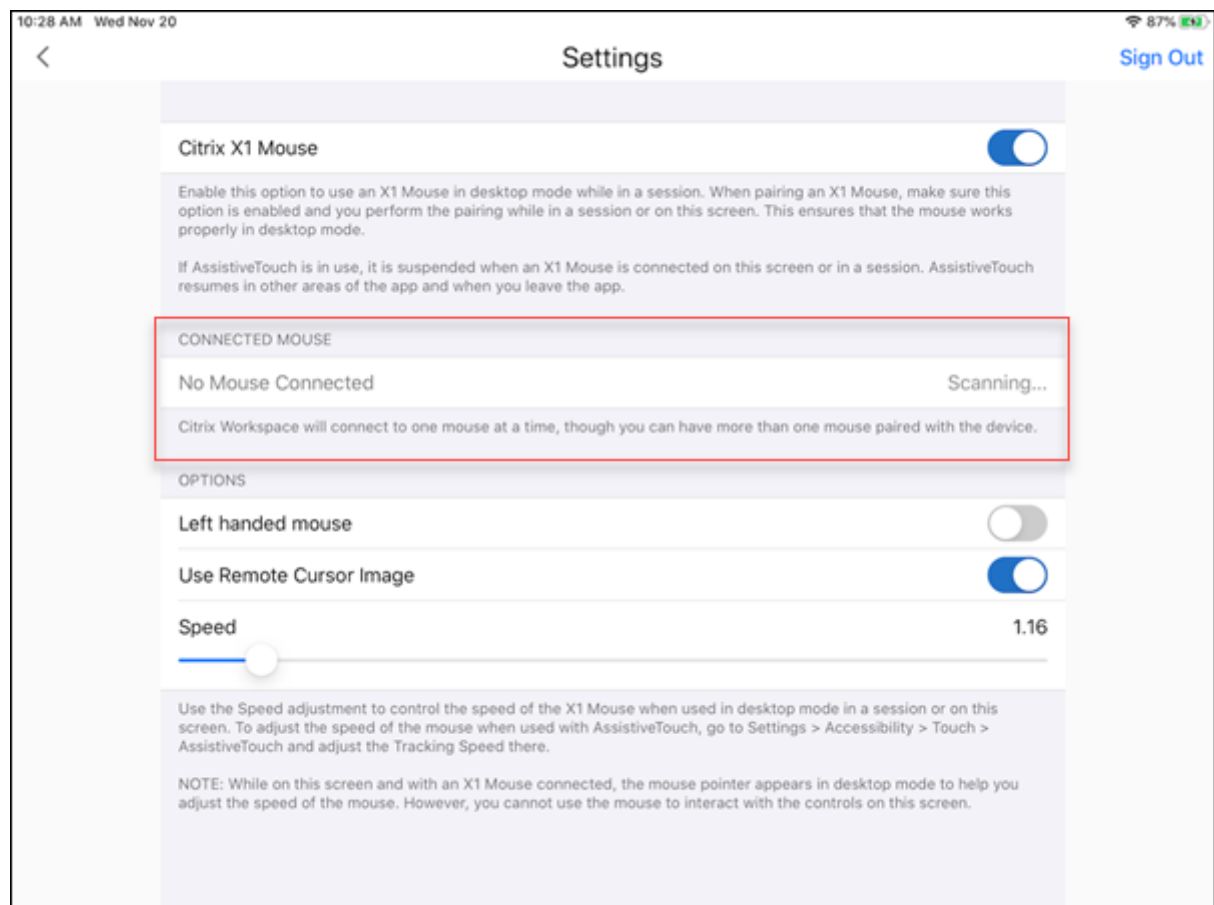 10:28 AM Wed Nov 20
87%
Settings
Sign Out
Citrix X1 Mouse
Enable this option to use an X1 Mouse in desktop mode while in a session. When pairing an X1 Mouse, make sure this
option is enabled and you perform the pairing while in a session or on this screen. This ensures that the mouse works
properly in desktop mode.
If AssistiveTouch is in use, it is suspended when an X1 Mouse is connected on this screen or in a session. AssistiveTouch
resumes in other areas of the app and when you leave the app.
CONNECTED MOUSE
No Mouse Connected
Scanning...
Citrix Workspace will connect to one mouse at a time, though you can have more than one mouse paired with the device.
OPTIONS
Left handed mouse
Use Remote Cursor Image
Speed
1.16
Use the Speed adjustment to control the speed of the X1 Mouse when used in desktop mode in a session or on this
screen. To adjust the speed of the mouse when used with AssistiveTouch, go to Settings > Accessibility > Touch >
AssistiveTouch and adjust the Tracking Speed there.
NOTE: While on this screen and with an X1 Mouse connected, the mouse pointer appears in desktop mode to help you
adjust the speed of the mouse. However, you cannot use the mouse to interact with the controls on this screen.